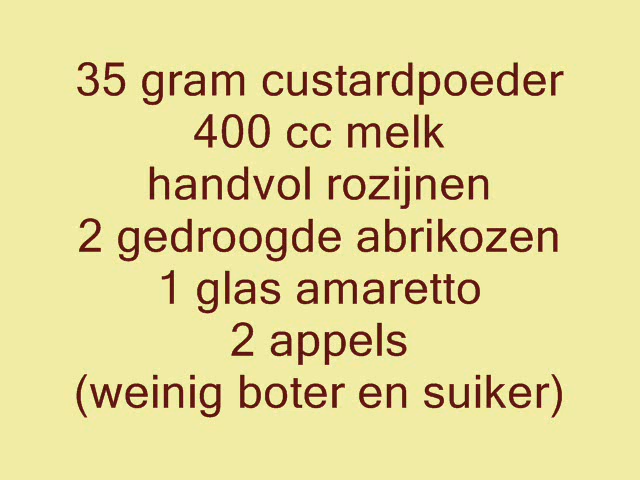 35 gram custardpoeder
400 cc melk
handvol rozijnen
2 gedroogde abrikozen
1 glas amaretto
2 appels
(weinig boter en suiker)